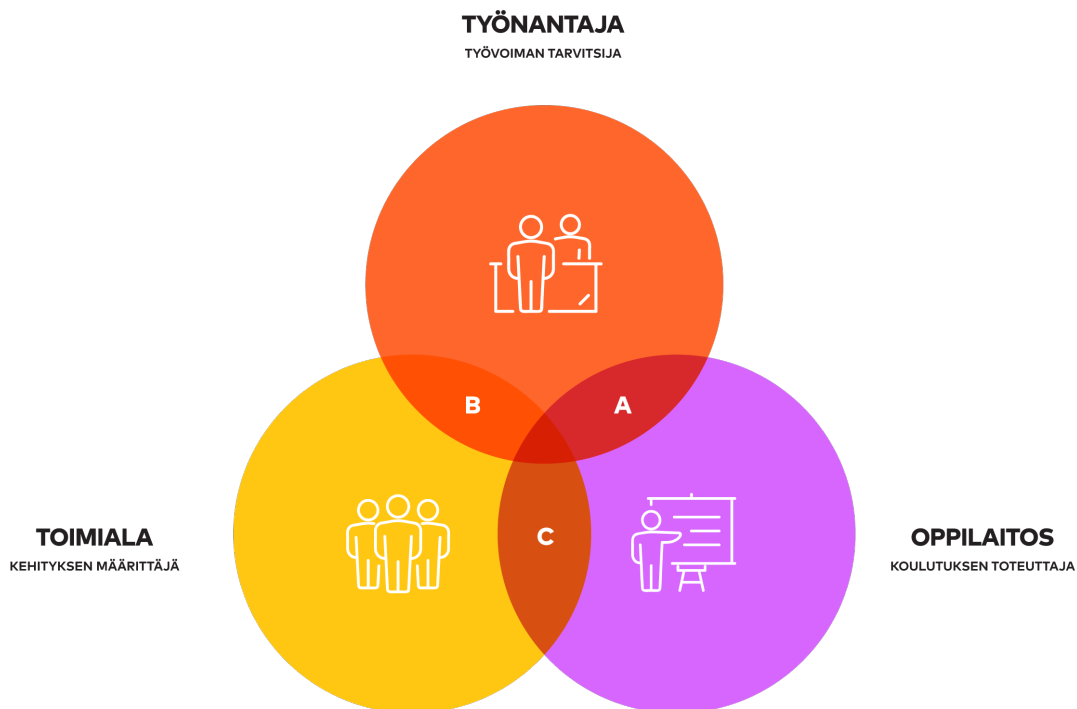 TYÖNANTAJA
TYÖVOIMAN TARVITSIJA
B
A
C
TOIMIALA
KEHITYKSEN MÄÄRITTÄJÄ
OPPILAITOS
KOULUTUKSEN TOTEUTTAJA